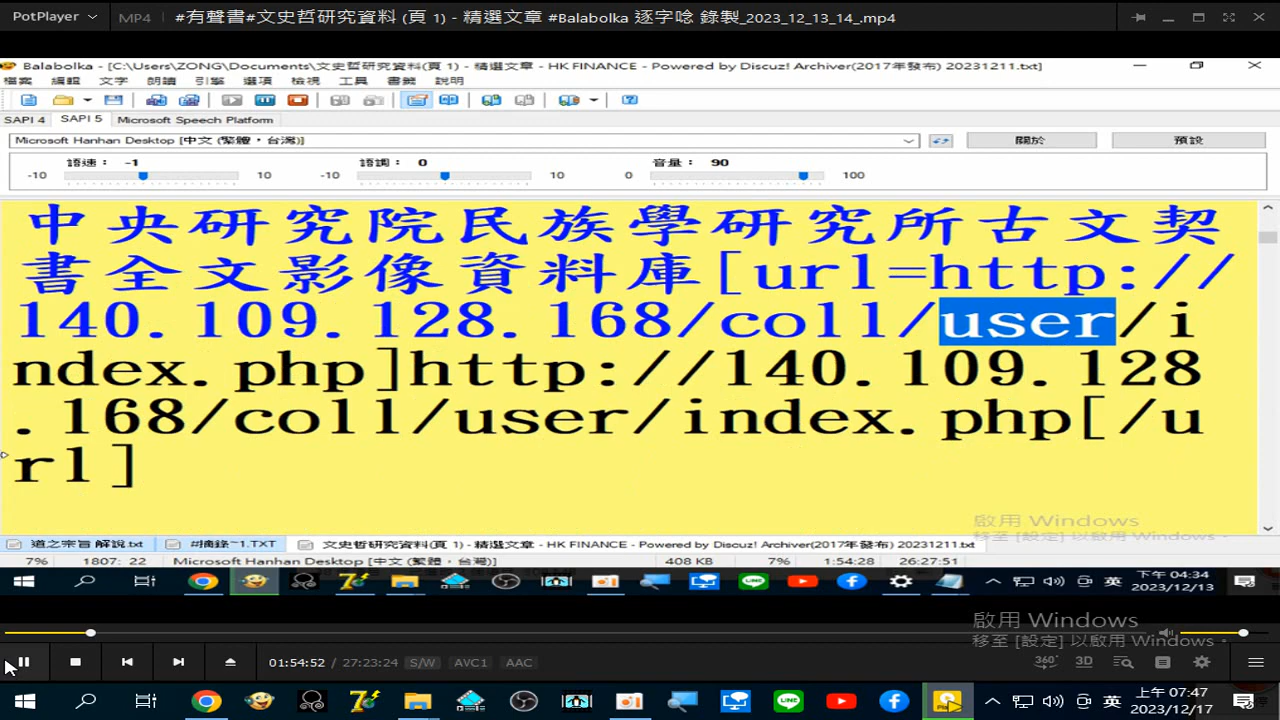 PotPlayer MP4 #有聲書#文史哲研究資料 (頁 1) - 精選文章 #Balabolka 逐字唸 錄製_2023_12_13_14_.mp4
Balabolka - [C:\Users\ZONG\Documents\文史哲研究資料(頁 1) - 精選文章 - HK FINANCE - Powered by Discuz! Archiver(2017年發布) 20231211.txt]
檔案 編輯 文字 朗讀 引擎 選項 檢視 工具 書籤 說明
SAPI 4 SAPI 5 Microsoft Speech Platform
Microsoft Hanhan Desktop [中文 (繁體，台灣)] 關於 預設
語速： -1 語調： 0 音量： 90
-10 10 -10 10 0 100
中央研究院民族學研究所古文契
書全文影像資料庫[url=http://
140.109.128.168/coll/user/i
ndex.php]http://140.109.128
.168/coll/user/index.php[/u
rl]
啟用 Windows
移至 [設定] 以啟用 Windows。
道之宗旨 解說.txt #摘錄~1.TXT 文史哲研究資料(頁 1) - 精選文章 - HK FINANCE - Powered by Discuz! Archiver(2017年發布) 20231211txt
7% 1807: 22 Microsoft Hanhan Desktop [中文 (繁體，台灣)] 408 KB 7% 1:54:28 26:27:51
英 下午 04:34
2023/12/13
啟用 Windows
移至 [設定] 以啟用 Windows。
01:54:52 / 27:23:24 S/W AVC1 AAC 360° 3D
英 上午 07:47
2023/12/17